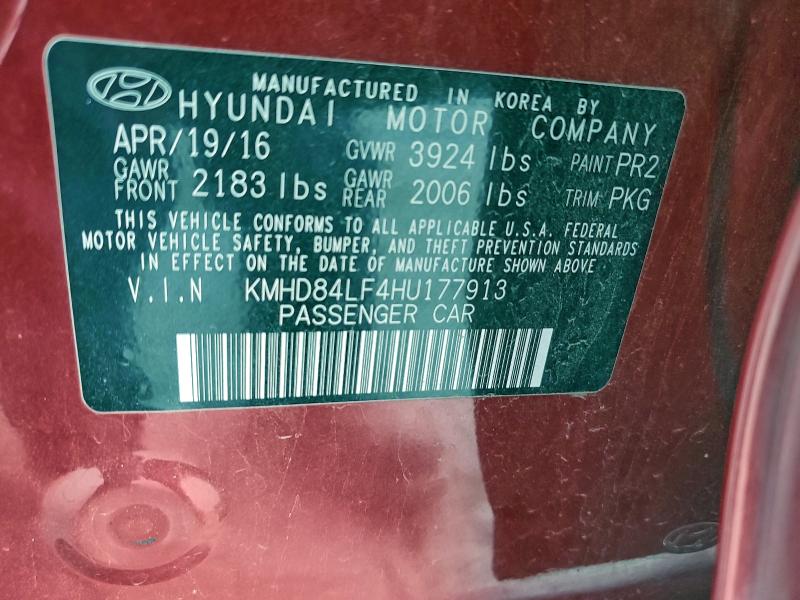 MANUFACTURED IN KOREA BY
HYUNDAI MOTOR COMPANY
APR/19/16 GVWR 3924 lbs PAINT PR2
GAWR FRONT 2183 lbs GAWR REAR 2006 lbs TRIM PKG
THIS VEHICLE CONFORMS TO ALL APPLICABLE U.S.A. FEDERAL
MOTOR VEHICLE SAFETY, BUMPER, AND THEFT PREVENTION STANDARDS
IN EFFECT ON THE DATE OF MANUFACTURE SHOWN ABOVE
V.I.N KMHD84LF4HU177913
PASSENGER CAR